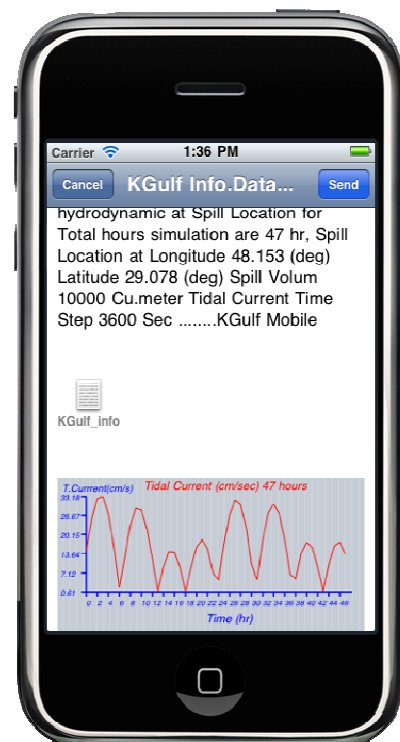 Carrier 1:36 PM
Cancel KGulf Info.Data... Send
hydrodynamic at Spill Location for
Total hours simulation are 47 hr, Spill
Location at Longitude 48.153 (deg)
Latitude 29.078 (deg) Spill Volum
10000 Cu.meter Tidal Current Time
Step 3600 Sec ........KGulf Mobile
KGulf_info
T.Current(cm/s) Tidal Current (cm/sec) 47 hours
33.18
26.67
20.15
13.64
7.12
0.61
0 2 4 6 8 10 12 14 16 18 20 22 24 26 28 30 32 34 36 38 40 42 44 46
Time (hr)